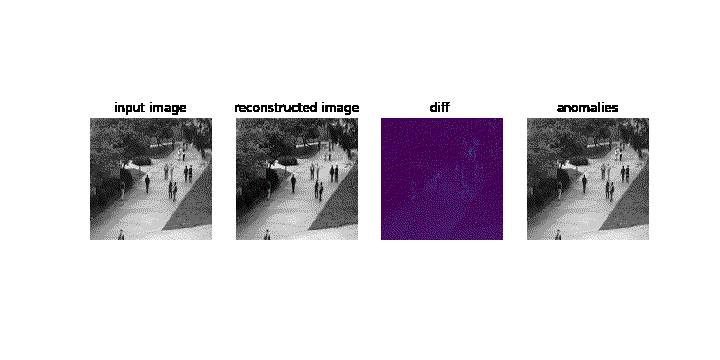 input image
reconstructed image
diff
anomalies